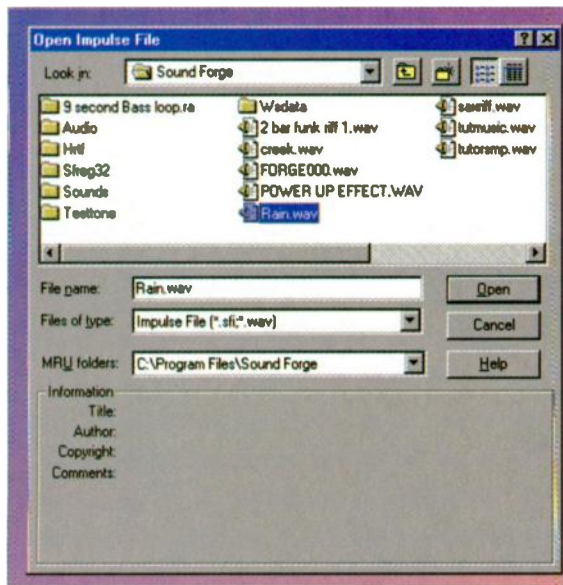 Open Impulse File
Look in: Sound Forge
9 second Bass loop.ra
Audio
Hrtf
Sfreg32
Sounds
Testtone
Wsdata
2 bar funk riff 1.wav
creek.wav
FORGE000.wav
POWER UP EFFECT.WAV
Rain.wav
saxriff.wav
tutmusic.wav
tutorsmp.wav
File name: Rain.wav Open
Files of type: Impulse File (*.sfi;*.wav) Cancel
MRU folders: C:\Program Files\Sound Forge Help
Information
Title:
Author:
Copyright:
Comments: